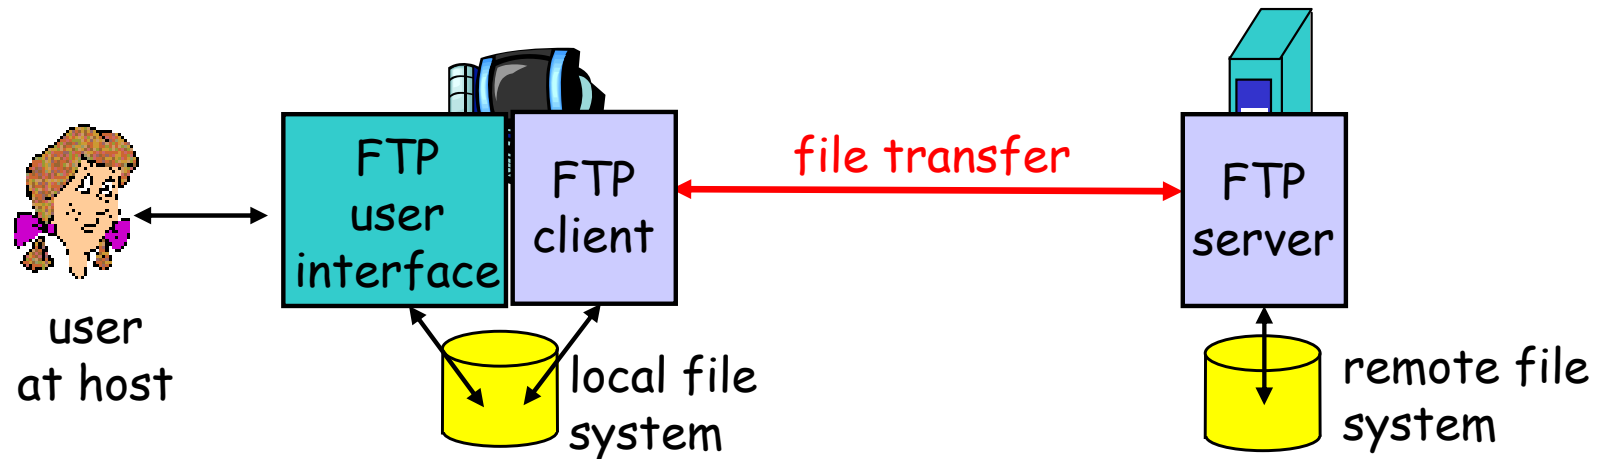 user
at host
FTP
user
interface
FTP
client
local file
system
file transfer
FTP
server
remote file
system